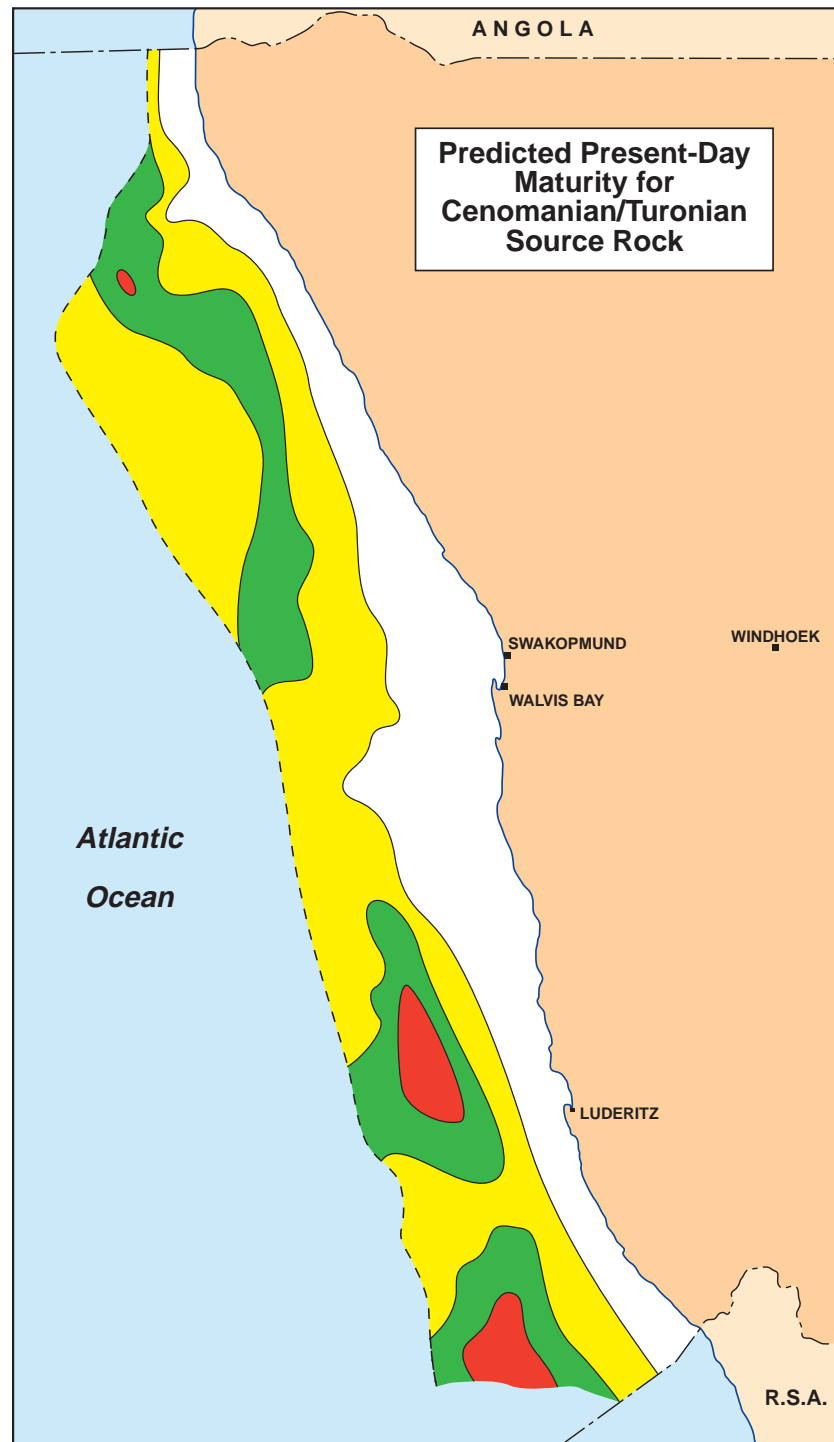 ANGOLA
Predicted Present-Day
Maturity for
Cenomanian/Turonian
Source Rock
SWAKOPMUND
WINDHOEK
WALVIS BAY
Atlantic
Ocean
LUDERITZ
R.S.A.